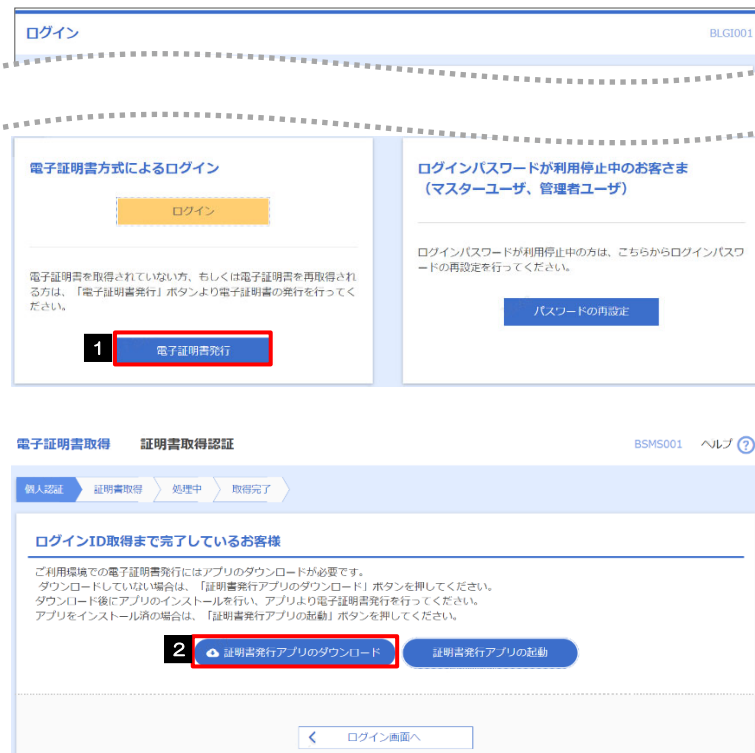 ログイン
BLGI001
電子証明書方式によるログイン
ログイン
電子証明書を取得されていない方、もしくは電子証明書を再取得され
る方は、「電子証明書発行」ボタンより電子証明書の発行を行ってく
ださい。
1
電子証明書発行
ログインパスワードが利用停止中のお客さま
（マスターユーザ、管理者ユーザ）
ログインパスワードが利用停止中の方は、こちらからログインパスワ
ードの再設定を行ってください。
パスワードの再設定
電子証明書取得 証明書取得認証
BSMS001 ヘルプ ?
個人認証 証明書取得 処理中 取得完了
ログインID取得まで完了しているお客様
ご利用環境での電子証明書発行にはアプリのダウンロードが必要です。
ダウンロードしていない場合は、「証明書発行アプリのダウンロード」ボタンを押してください。
ダウンロード後にアプリのインストールを行い、アプリより電子証明書発行を行ってください。
アプリをインストール済の場合は、「証明書発行アプリの起動」ボタンを押してください。
2
証明書発行アプリのダウンロード 証明書発行アプリの起動
ログイン画面へ